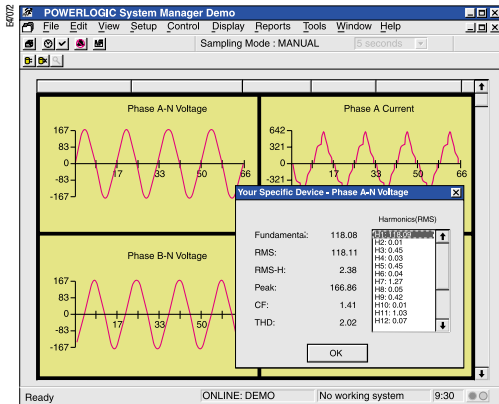 E47072
POWERLOGIC System Manager Demo
File Edit View Setup Control Display Reports Tools Window Help
Sampling Mode : MANUAL
5 seconds
Phase A-N Voltage
167
83
0
-83
-167
17
33
50
66
Phase A Current
642
321
0
-321
17
33
50
66
Phase B-N Voltage
167
83
0
-83
-167
17
33
50
Your Specific Device - Phase A-N Voltage
Harmonics(RMS)
Fundamental: 118.08
RMS: 118.11
RMS-H: 2.38
Peak: 166.86
CF: 1.41
THD: 2.02
H1: 118.08
H2: 0.01
H3: 0.45
H4: 0.03
H5: 0.45
H6: 0.04
H7: 1.27
H8: 0.05
H9: 0.42
H10: 0.01
H11: 1.03
H12: 0.07
OK
Ready
ONLINE: DEMO
No working system
9:30